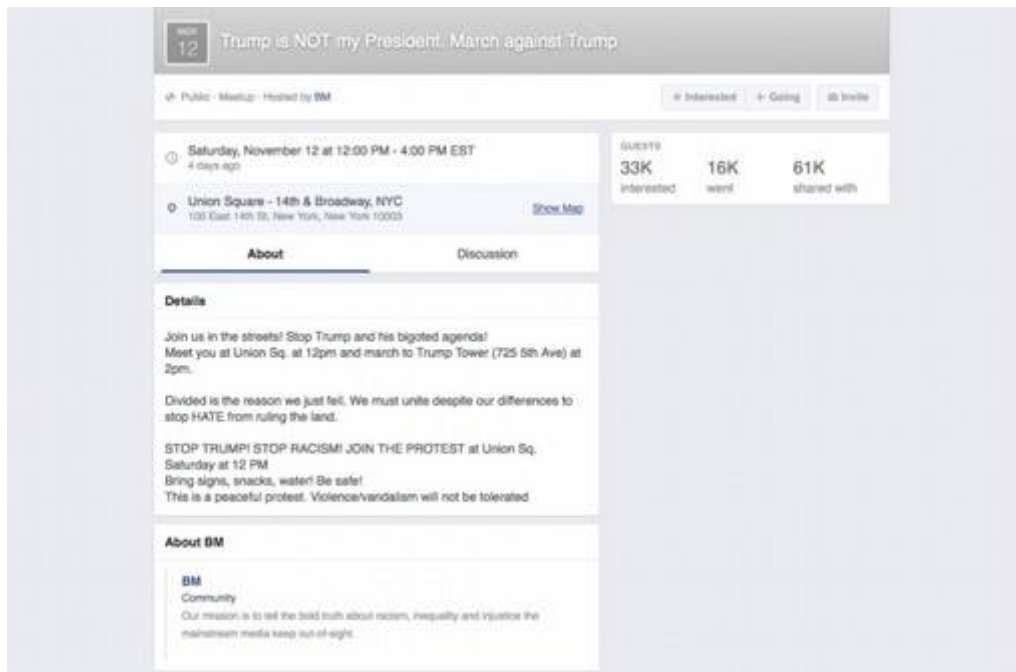 NOV
12
Trump is NOT my President. March against Trump
Public · Meetup · Hosted by BM
Interested
Going
Invite
Saturday, November 12 at 12:00 PM - 4:00 PM EST
4 days ago
Union Square - 14th & Broadway, NYC
100 East 14th St, New York, New York 10003
Show Map
About
Discussion
GUESTS
33K
16K
61K
interested
went
shared with
Details
Join us in the streets! Stop Trump and his bigoted agenda!
Meet you at Union Sq. at 12pm and march to Trump Tower (725 5th Ave) at
2pm.
Divided is the reason we just fell. We must unite despite our differences to
stop HATE from ruling the land.
STOP TRUMP! STOP RACISM! JOIN THE PROTEST at Union Sq.
Saturday at 12 PM
Bring signs, snacks, water! Be safe!
This is a peaceful protest. Violence/vandalism will not be tolerated
About BM
BM
Community
Our mission is to tell the bold truth about racism, inequality and injustice the
mainstream media keep out-of-sight.